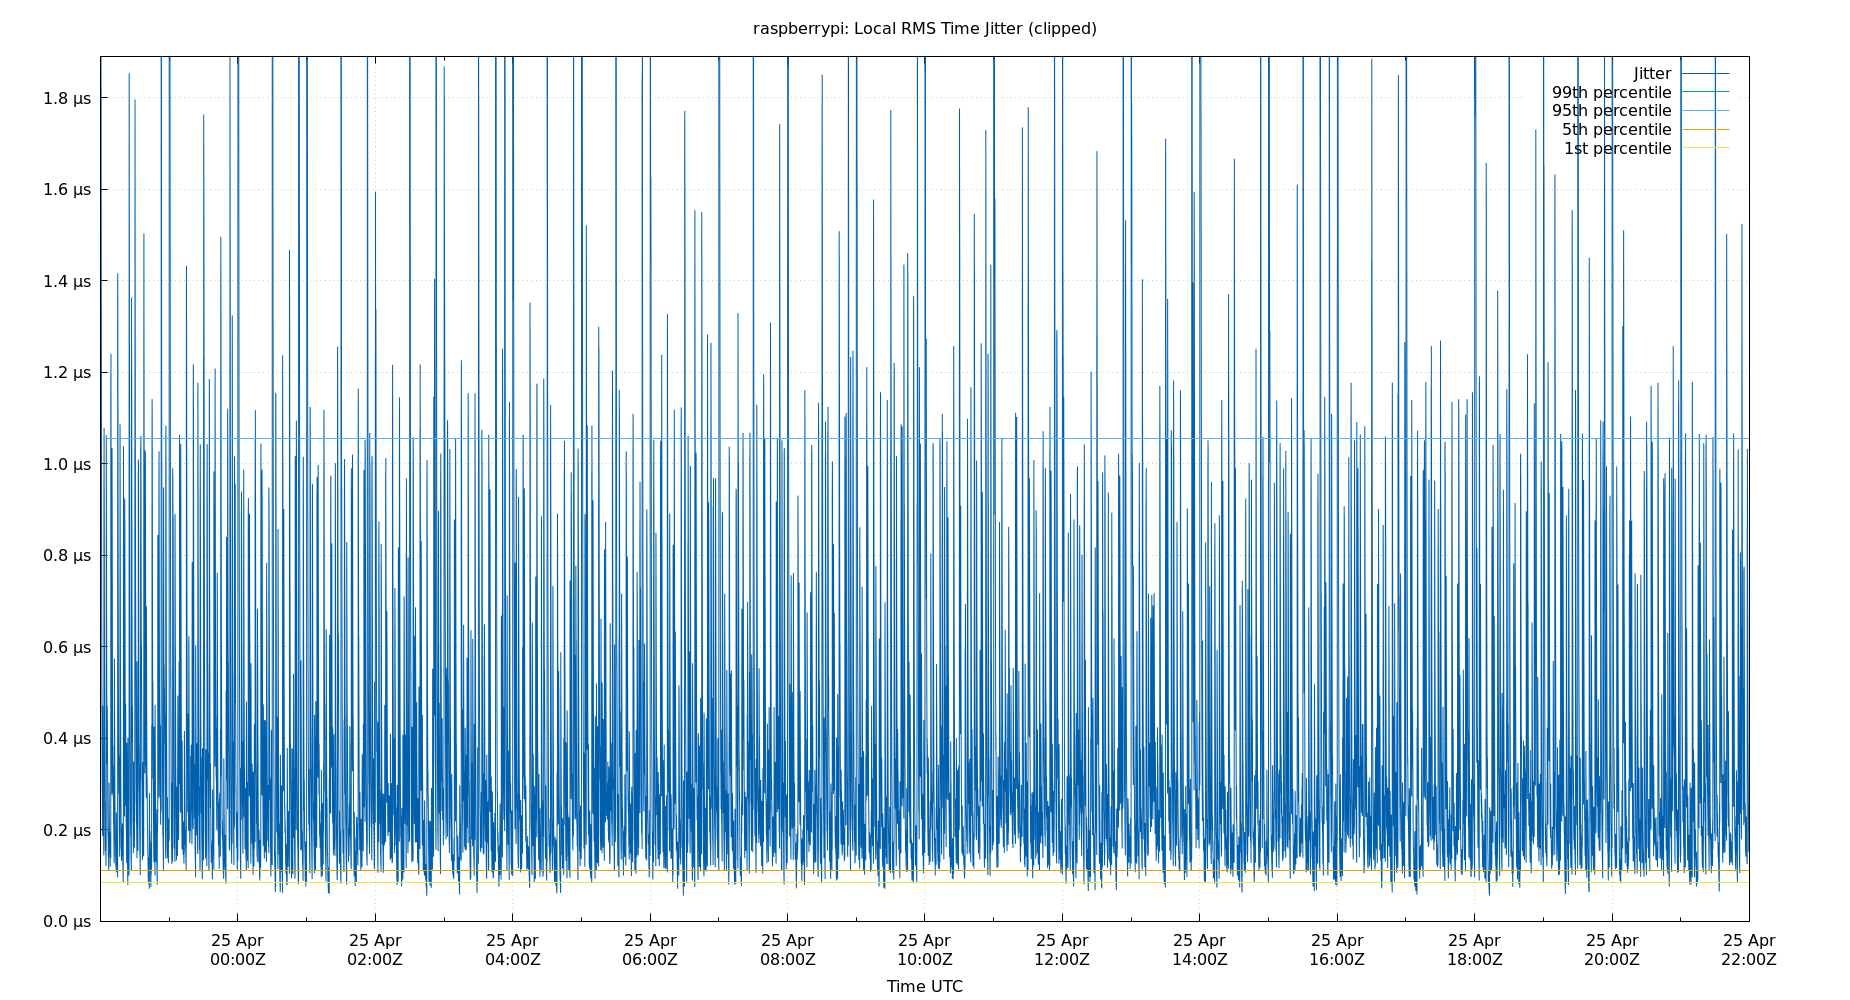 raspberrypi: Local RMS Time Jitter (clipped)
Jitter
99th percentile
95th percentile
5th percentile
1st percentile
1.8 µs
1.6 µs
1.4 µs
1.2 µs
1.0 µs
0.8 µs
0.6 µs
0.4 µs
0.2 µs
0.0 µs
25 Apr 25 Apr 25 Apr 25 Apr 25 Apr 25 Apr 25 Apr 25 Apr 25 Apr 25 Apr 25 Apr 25 Apr
00:00Z 02:00Z 04:00Z 06:00Z 08:00Z 10:00Z 12:00Z 14:00Z 16:00Z 18:00Z 20:00Z 22:00Z
Time UTC